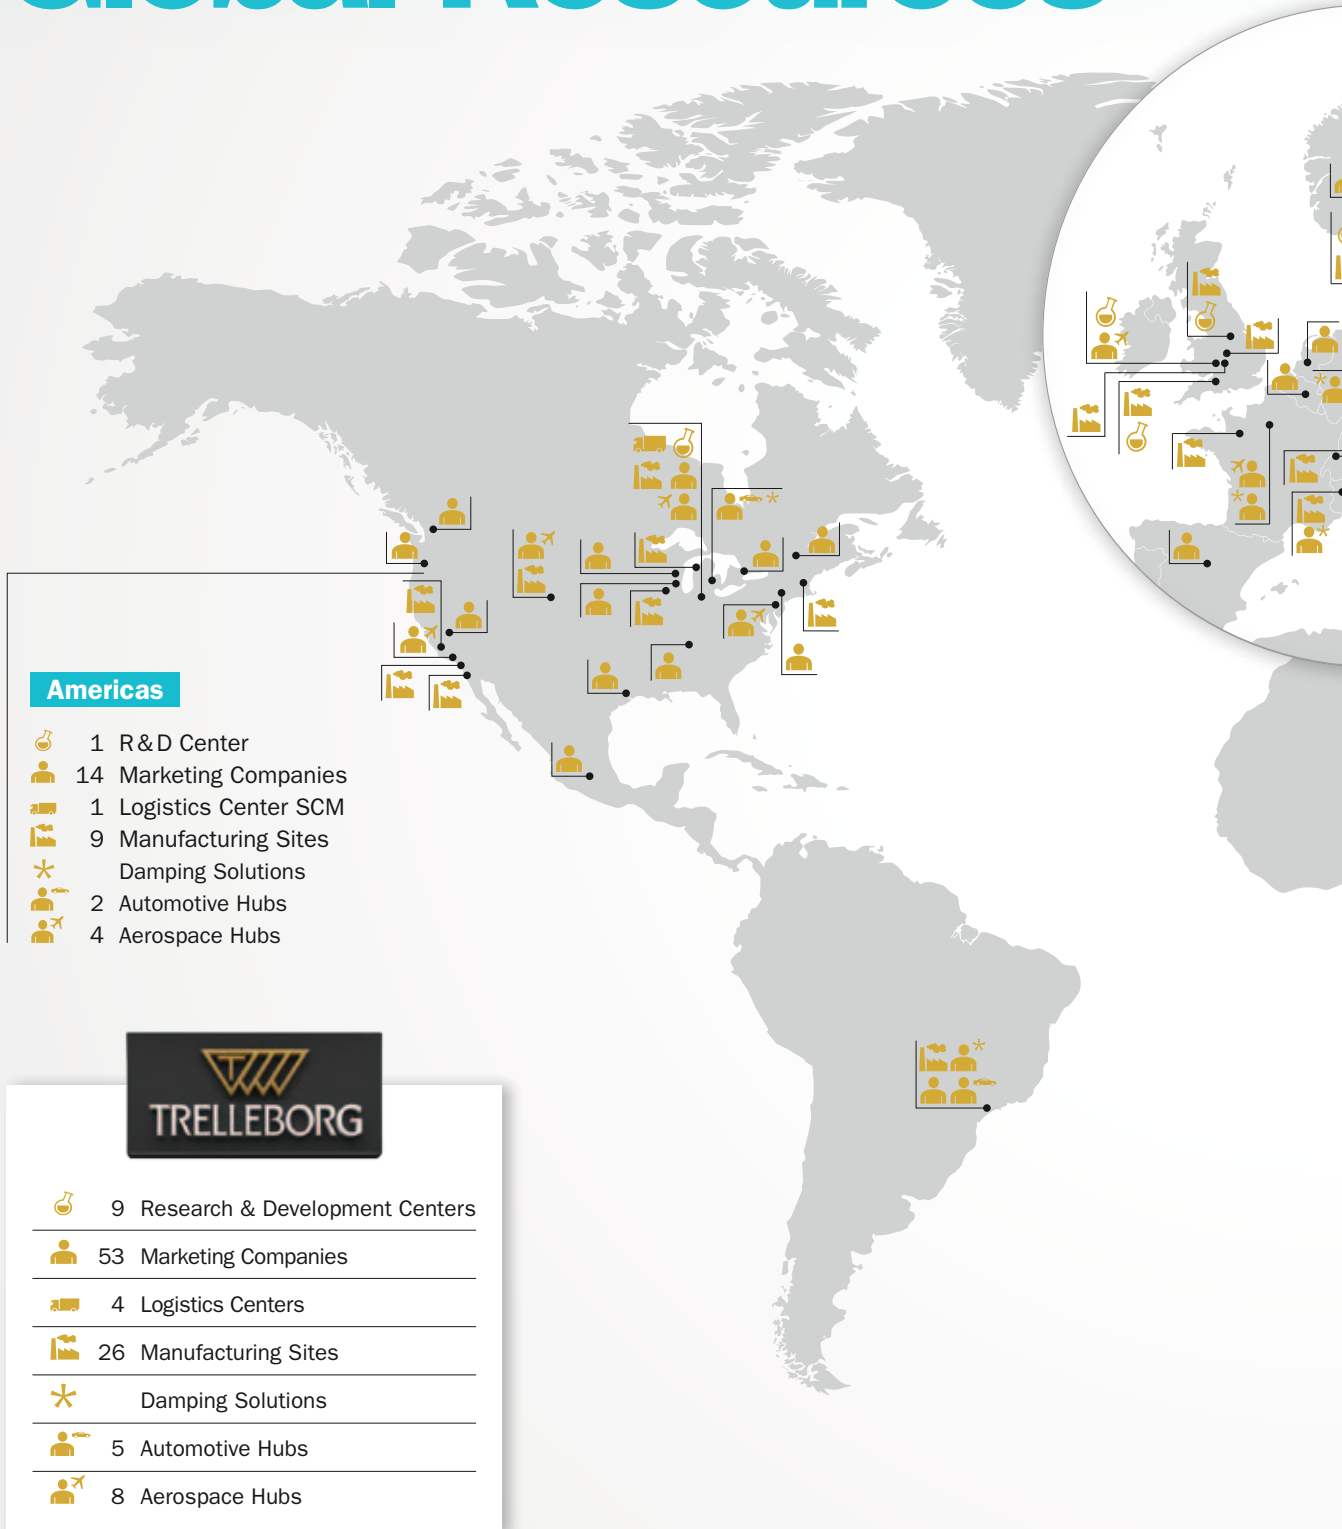 Global Resources
Americas
1 R&D Center
14 Marketing Companies
1 Logistics Center SCM
9 Manufacturing Sites
Damping Solutions
2 Automotive Hubs
4 Aerospace Hubs
TRELLEBORG
9 Research & Development Centers
53 Marketing Companies
4 Logistics Centers
26 Manufacturing Sites
Damping Solutions
5 Automotive Hubs
8 Aerospace Hubs